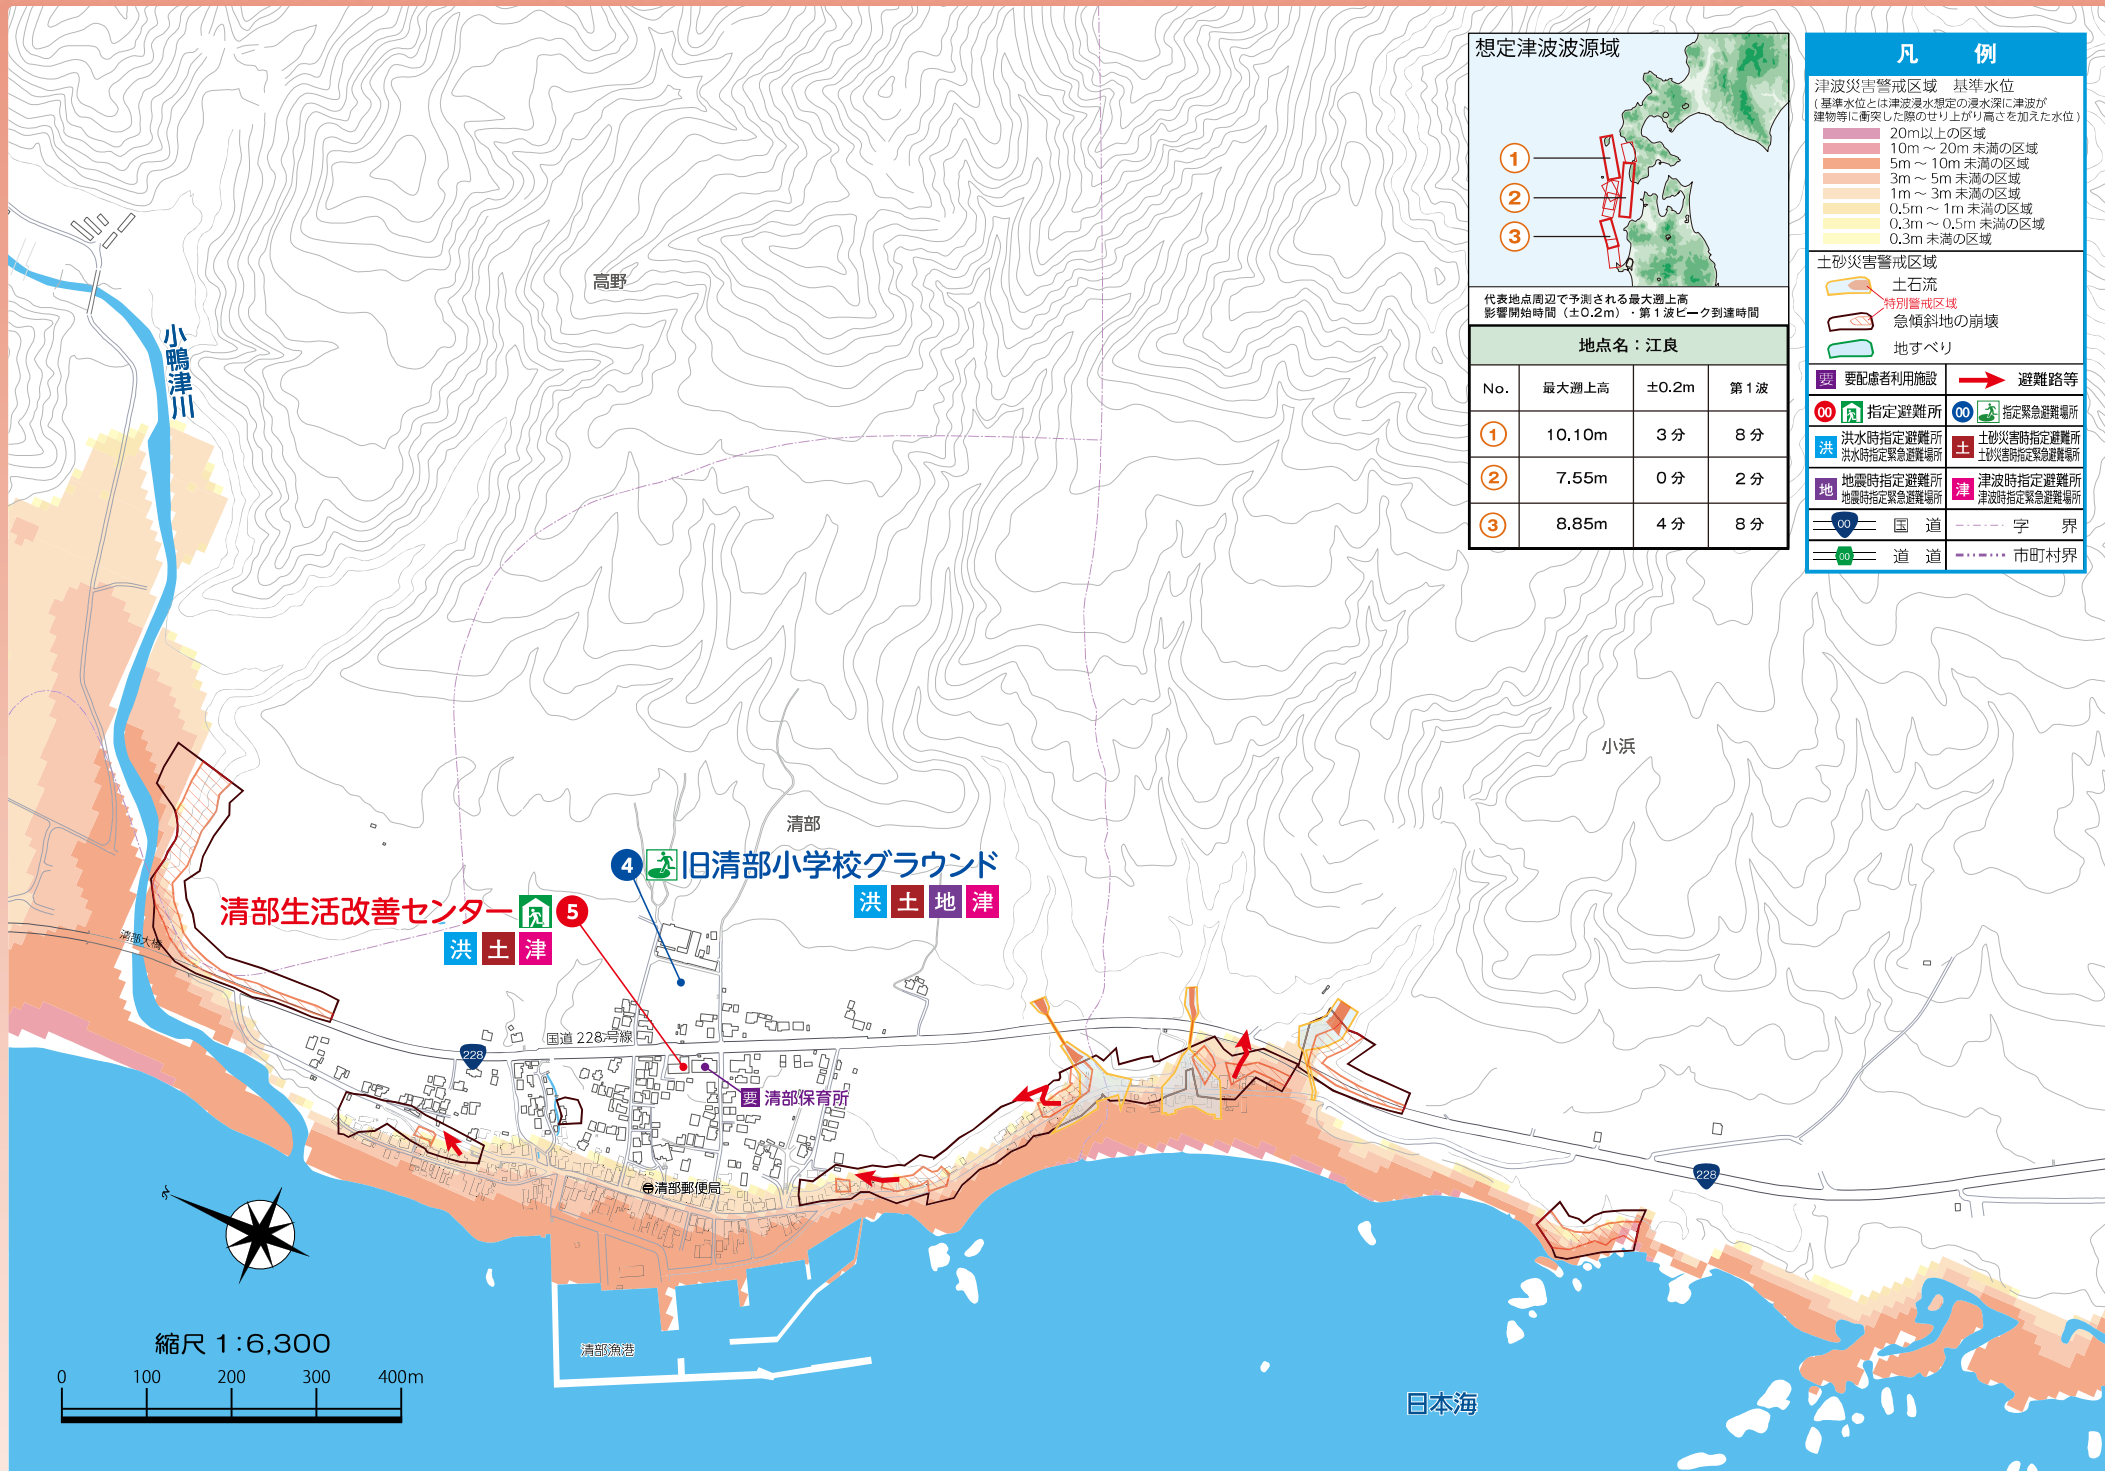 想定津波波源域
①
②
③
代表地点周辺で予測される最大遡上高
影響開始時間（±0.2m）・第1波ピーク到達時間
地点名：江良
No. 最大遡上高 ±0.2m 第1波
① 10.10m 3分 8分
② 7.55m 0分 2分
③ 8.85m 4分 8分
凡 例
津波災害警戒区域 基準水位
（基準水位とは津波浸水想定の浸水深に津波が
建物等に衝突した際のせり上がり高さを加えた水位）
20m以上の区域
10m～20m未満の区域
5m～10m未満の区域
3m～5m未満の区域
1m～3m未満の区域
0.5m～1m未満の区域
0.3m～0.5m未満の区域
0.3m未満の区域
土砂災害警戒区域
土石流
特別警戒区域
急傾斜地の崩壊
地すべり
要 要配慮者利用施設
避難路等
00 指定避難所
00 指定緊急避難場所
洪 洪水時指定避難所
洪水時指定緊急避難場所
土 土砂災害時指定避難所
土砂災害時指定緊急避難場所
地 地震時指定避難所
地震時指定緊急避難場所
津 津波時指定避難所
津波時指定緊急避難場所
00 国道
字界
00 道道
市町村界
高野
小鴨津川
小浜
清部
4 旧清部小学校グラウンド
洪 土 地 津
清部生活改善センター 5
洪 土 津
清部大橋
国道228号線
228
要 清部保育所
清部郵便局
228
清部漁港
日本海
縮尺 1:6,300
0 100 200 300 400m